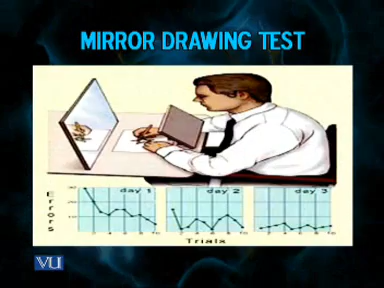 MIRROR DRAWING TEST
Errors
day 1
day 2
day 3
Trials
VU